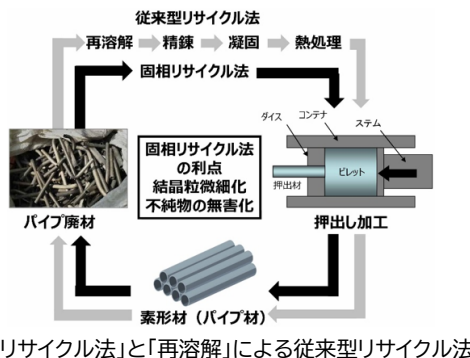 従来型リサイクル法
再溶解 精錬 凝固 熱処理
固相リサイクル法
ダイス コンテナ ステム
固相リサイクル法
の利点
結晶粒微細化
不純物の無害化
ビレット
押出材
パイプ廃材
押出し加工
素形材（パイプ材）
リサイクル法」と「再溶解」による従来型リサイクル法